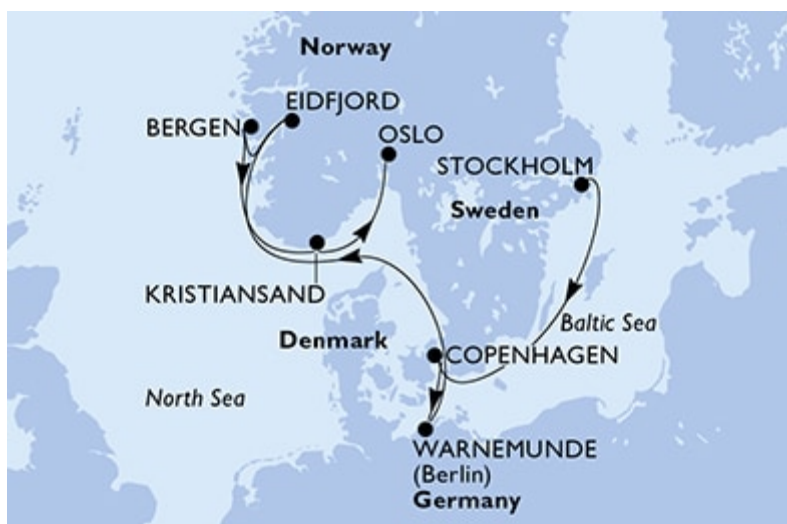 Norway
EIDFJORD
BERGEN
OSLO
STOCKHOLM
Sweden
KRISTIANSAND
Baltic Sea
Denmark
COPENHAGEN
North Sea
WARNEMUNDE
(Berlin)
Germany